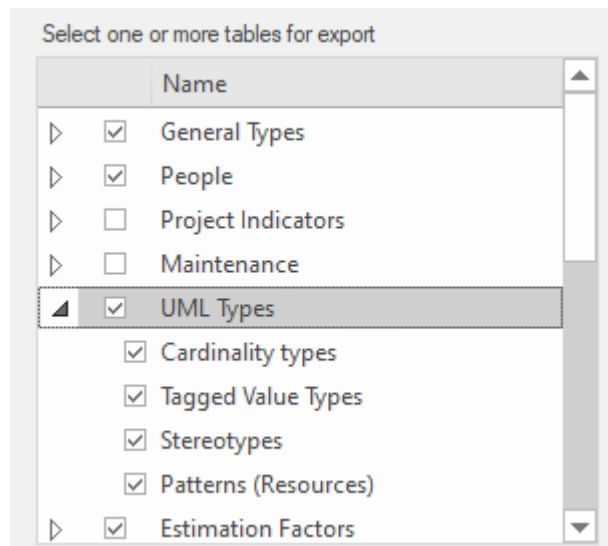 Select one or more tables for export
Name
General Types
People
Project Indicators
Maintenance
UML Types
Cardinality types
Tagged Value Types
Stereotypes
Patterns (Resources)
Estimation Factors